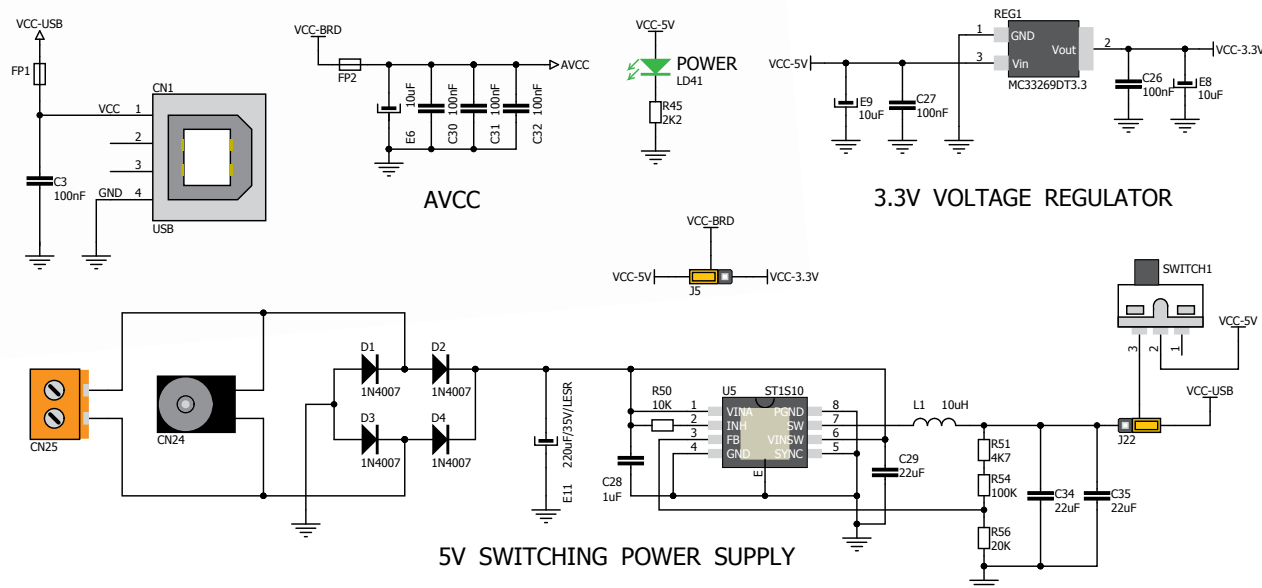 VCC-USB
FP1
CN1
VCC 1
2
3
GND 4
C3
100nF
USB
VCC-BRD
FP2
AVCC
E6 10uF
C30 100nF
C31 100nF
C32 100nF
AVCC
VCC-5V
POWER
LD41
R45
2K2
REG1
1 GND
Vout 2
3 Vin
MC33269DT3.3
VCC-5V
VCC-3.3V
E9
10uF
C27
100nF
C26
100nF
E8
10uF
3.3V VOLTAGE REGULATOR
VCC-BRD
VCC-5V
VCC-3.3V
J5
SWITCH1
3 2 1
VCC-5V
VCC-USB
J22
CN25
CN24
D1
1N4007
D2
1N4007
D3
1N4007
D4
1N4007
E11 220uF/35V/LESR
R50
10K
C28
1uF
U5 ST1S10
1 VINA PGND 8
2 INH SW 7
3 FB VINSW 6
4 GND SYNC 5
E
C29
22uF
L1 10uH
R51
4K7
R54
100K
R56
20K
C34
22uF
C35
22uF
5V SWITCHING POWER SUPPLY